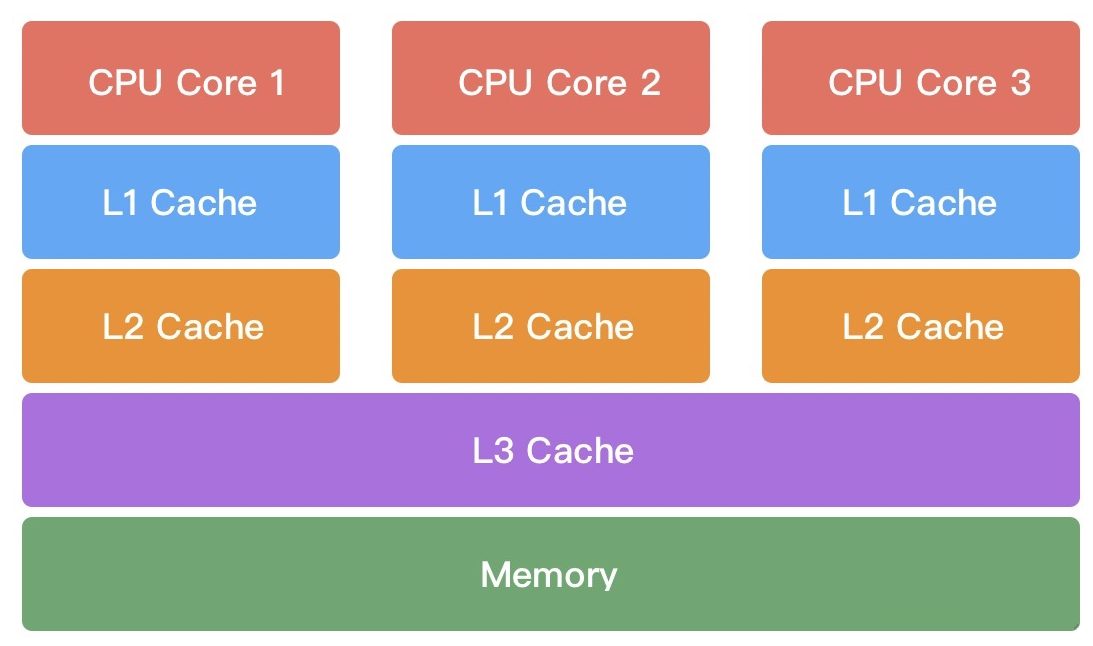 CPU Core 1
CPU Core 2
CPU Core 3
L1 Cache
L1 Cache
L1 Cache
L2 Cache
L2 Cache
L2 Cache
L3 Cache
Memory